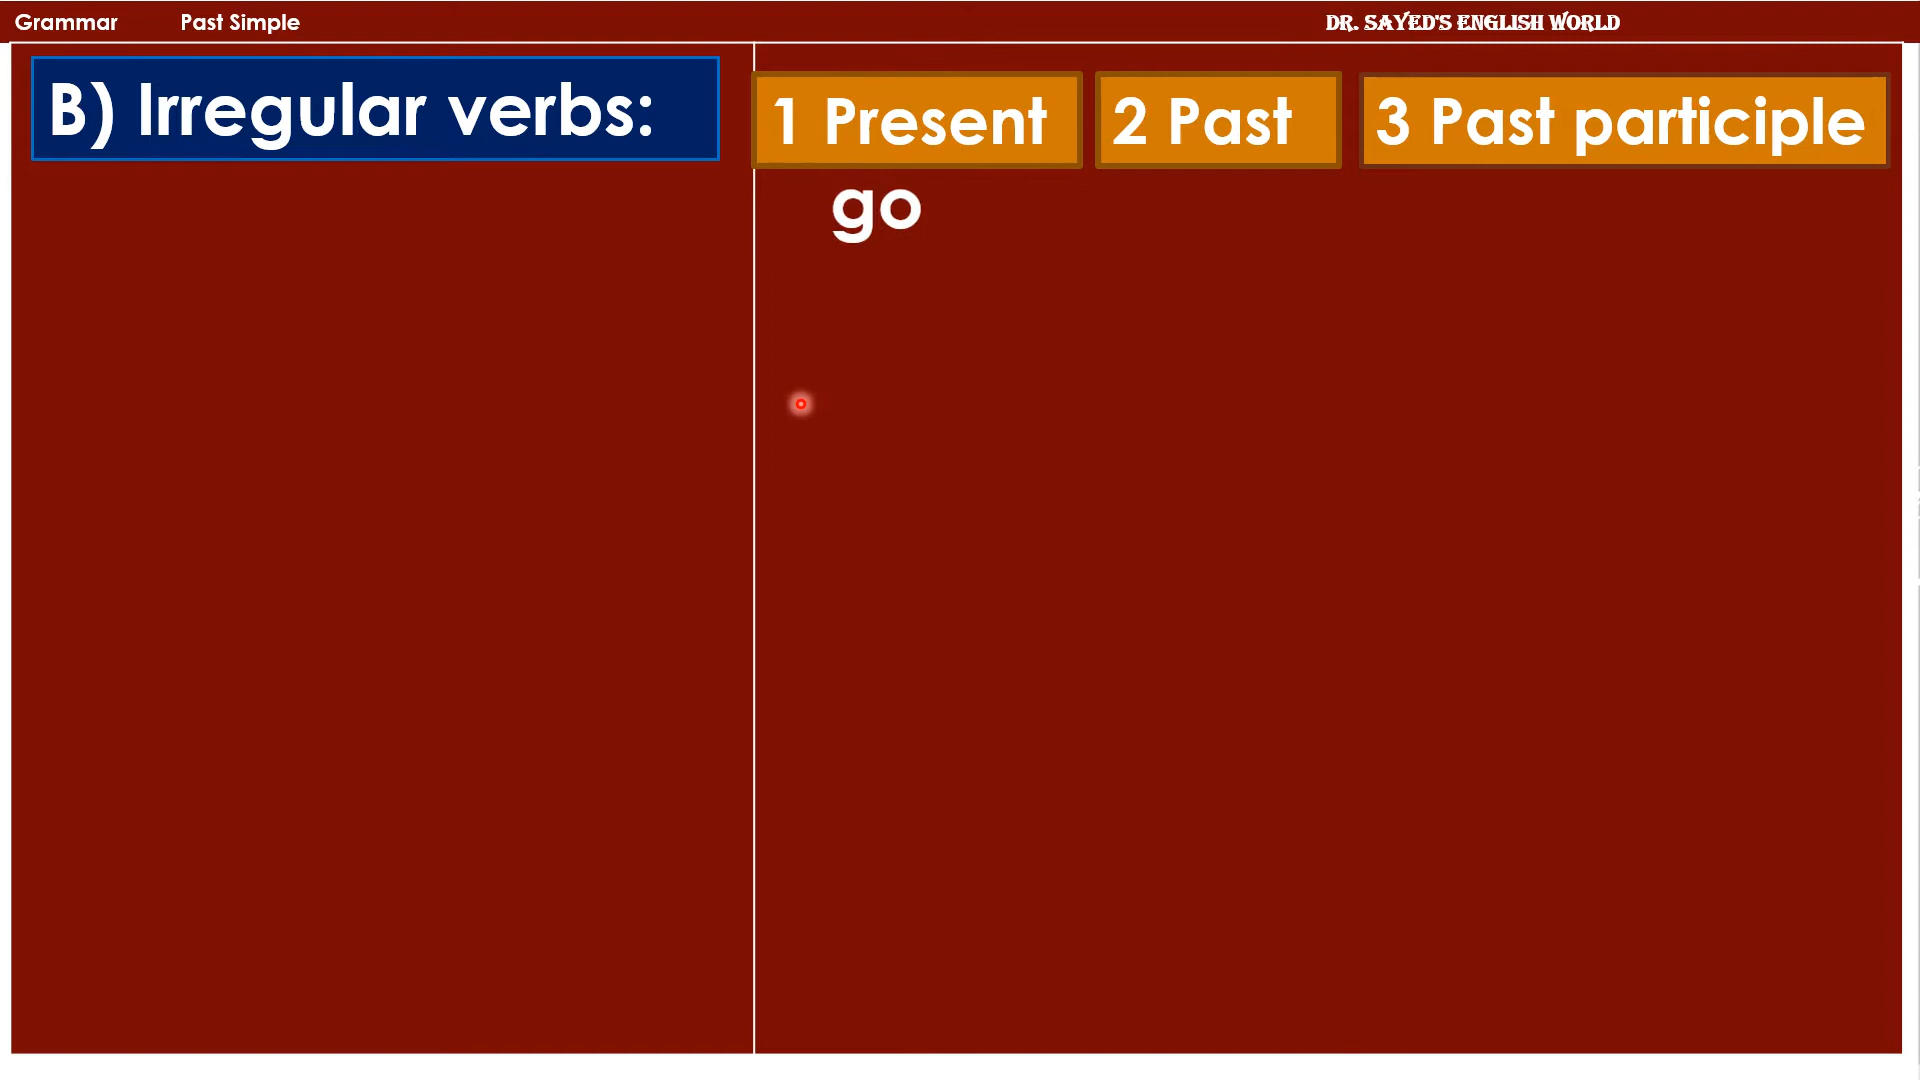 Grammar Past Simple DR. SAYED'S ENGLISH WORLD
B) Irregular verbs:
1 Present 2 Past 3 Past participle
go